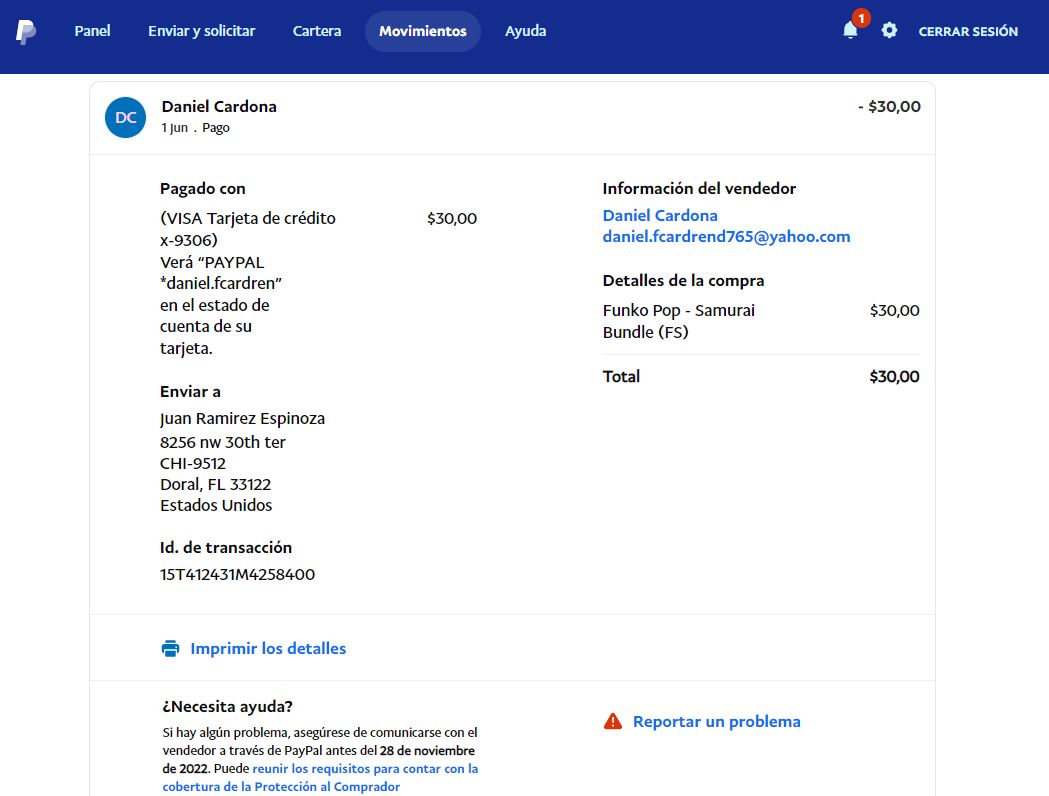 Panel Enviar y solicitar Cartera Movimientos Ayuda 1 CERRAR SESIÓN
DC
Daniel Cardona - $30,00
1 Jun . Pago
Pagado con
(VISA Tarjeta de crédito $30,00
x-9306)
Verá “PAYPAL
*daniel.fcardren”
en el estado de
cuenta de su
tarjeta.
Enviar a
Juan Ramirez Espinoza
8256 nw 30th ter
CHI-9512
Doral, FL 33122
Estados Unidos
Id. de transacción
15T412431M4258400
Información del vendedor
Daniel Cardona
daniel.fcardrend765@yahoo.com
Detalles de la compra
Funko Pop - Samurai $30,00
Bundle (FS)
Total $30,00
Imprimir los detalles
¿Necesita ayuda?
Si hay algún problema, asegúrese de comunicarse con el
vendedor a través de PayPal antes del 28 de noviembre
de 2022. Puede reunir los requisitos para contar con la
cobertura de la Protección al Comprador
Reportar un problema